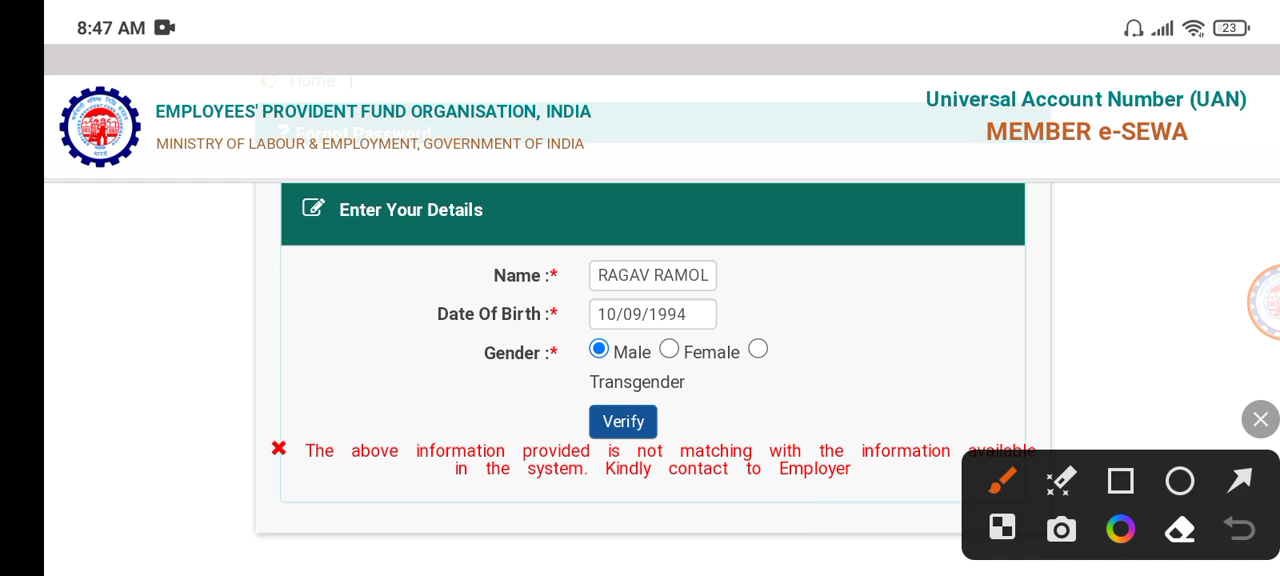 8:47 AM
23
Home |
EMPLOYEES' PROVIDENT FUND ORGANISATION, INDIA
Universal Account Number (UAN)
? Forgot Password
MEMBER e-SEWA
MINISTRY OF LABOUR & EMPLOYMENT, GOVERNMENT OF INDIA
Enter Your Details
Name :*
RAGAV RAMOL
Date Of Birth :*
10/09/1994
Gender :*
Male Female
Transgender
Verify
The above information provided is not matching with the information available
in the system. Kindly contact to Employer